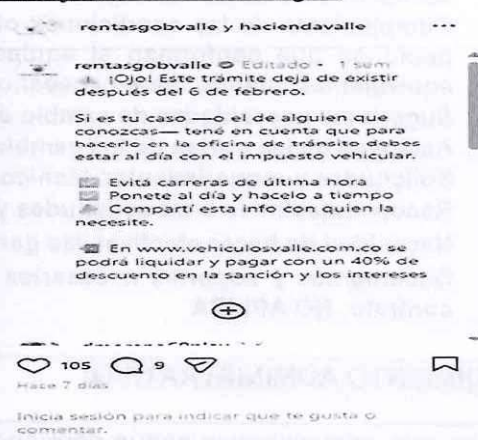 rentasgobvalle y haciendavalle
rentasgobvalle Editado • 1 sem
¡Ojo! Este trámite deja de existir
después del 6 de febrero.
Si es tu caso — o el de alguien que
conozcas— tené en cuenta que para
hacerlo en la oficina de tránsito debes
estar al día con el impuesto vehicular.
Evitá carreras de última hora
Ponete al día y hacelo a tiempo
Compartí esta info con quien la
necesite.
En vehículosvalle.com.co se
podrá liquidar y pagar con un 40% de
descuento en la sanción y los intereses
105 9
Hace 7 días
Inicia sesión para indicar que te gusta o
comentar.